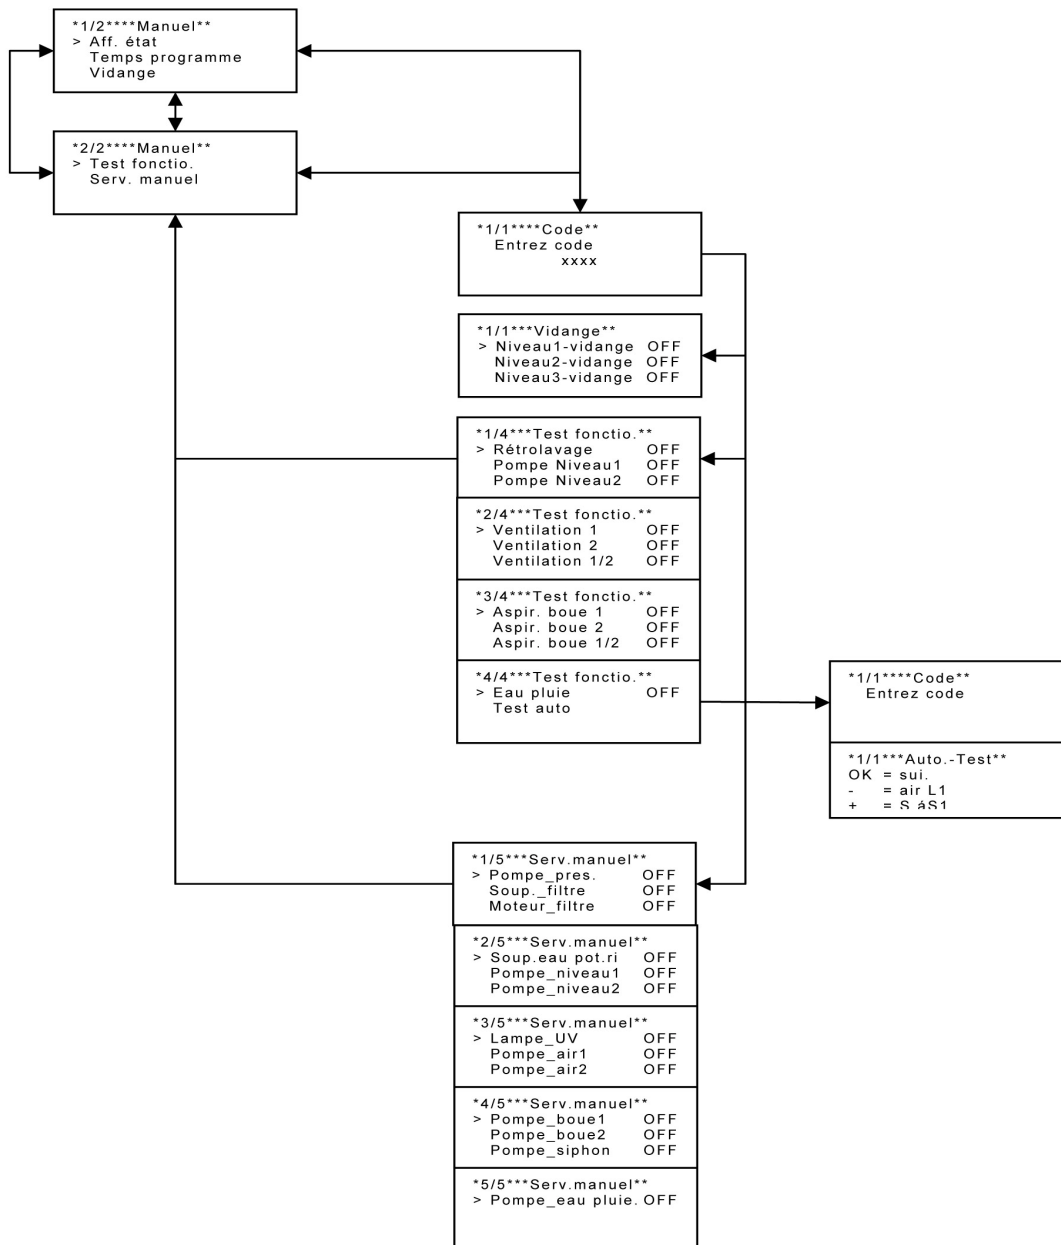 *1/2****Manuel**
> Aff. état
Temps programme
Vidange
*2/2****Manuel**
> Test fonctio.
Serv. manuel
*1/1****Code**
Entrez code
xxxx
*1/1***Vidange**
> Niveau1-vidange OFF
Niveau2-vidange OFF
Niveau3-vidange OFF
*1/4***Test fonctio.**
> Rétrolavage OFF
Pompe Niveau1 OFF
Pompe Niveau2 OFF
*2/4***Test fonctio.**
> Ventilation 1 OFF
Ventilation 2 OFF
Ventilation 1/2 OFF
*3/4***Test fonctio.**
> Aspir. boue 1 OFF
Aspir. boue 2 OFF
Aspir. boue 1/2 OFF
*4/4***Test fonctio.**
> Eau pluie OFF
Test auto
*1/1****Code**
Entrez code
*1/1***Auto.-Test**
OK = sui.
- = air L1
+ = S áS1
*1/5***Serv.manuel**
> Pompe_pres. OFF
Soup._filtre OFF
Moteur_filtre OFF
*2/5***Serv.manuel**
> Soup.eau pot.ri OFF
Pompe_niveau1 OFF
Pompe_niveau2 OFF
*3/5***Serv.manuel**
> Lampe_UV OFF
Pompe_air1 OFF
Pompe_air2 OFF
*4/5***Serv.manuel**
> Pompe_boue1 OFF
Pompe_boue2 OFF
Pompe_siphon OFF
*5/5***Serv.manuel**
> Pompe_eau pluie. OFF